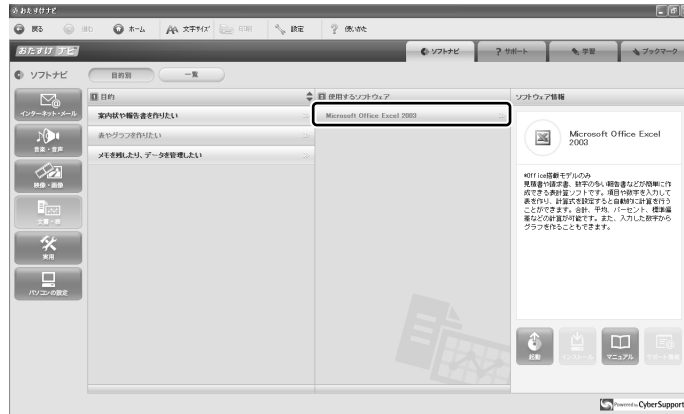 おたすけナビ
戻る 進む ホーム 文字サイズ 印刷 設定 使いかた
おたすけナビ
ソフトナビ サポート 学習 ブックマーク
ソフトナビ 目的別 一覧
1 目的 2 使用するソフトウェア ソフトウェア情報
インターネット・メール
音楽・音声
映像・画像
文書・表
実用
パソコンの設定
案内状や報告書を作りたい
表やグラフを作りたい
メモを残したり、データを管理したい
Microsoft Office Excel 2003
Microsoft Office Excel
2003
*Office搭載モデルのみ
見積書や請求書、数字の多い報告書などが簡単に作
成できる表計算ソフトです。項目や数字を入力して
表を作り、計算式を設定すると自動的に計算を行う
ことができます。合計、平均、パーセント、標準偏
差などの計算が可能です。また、入力した数字から
グラフを作ることもできます。
起動 インストール マニュアル サポート情報
Powered by CyberSupport